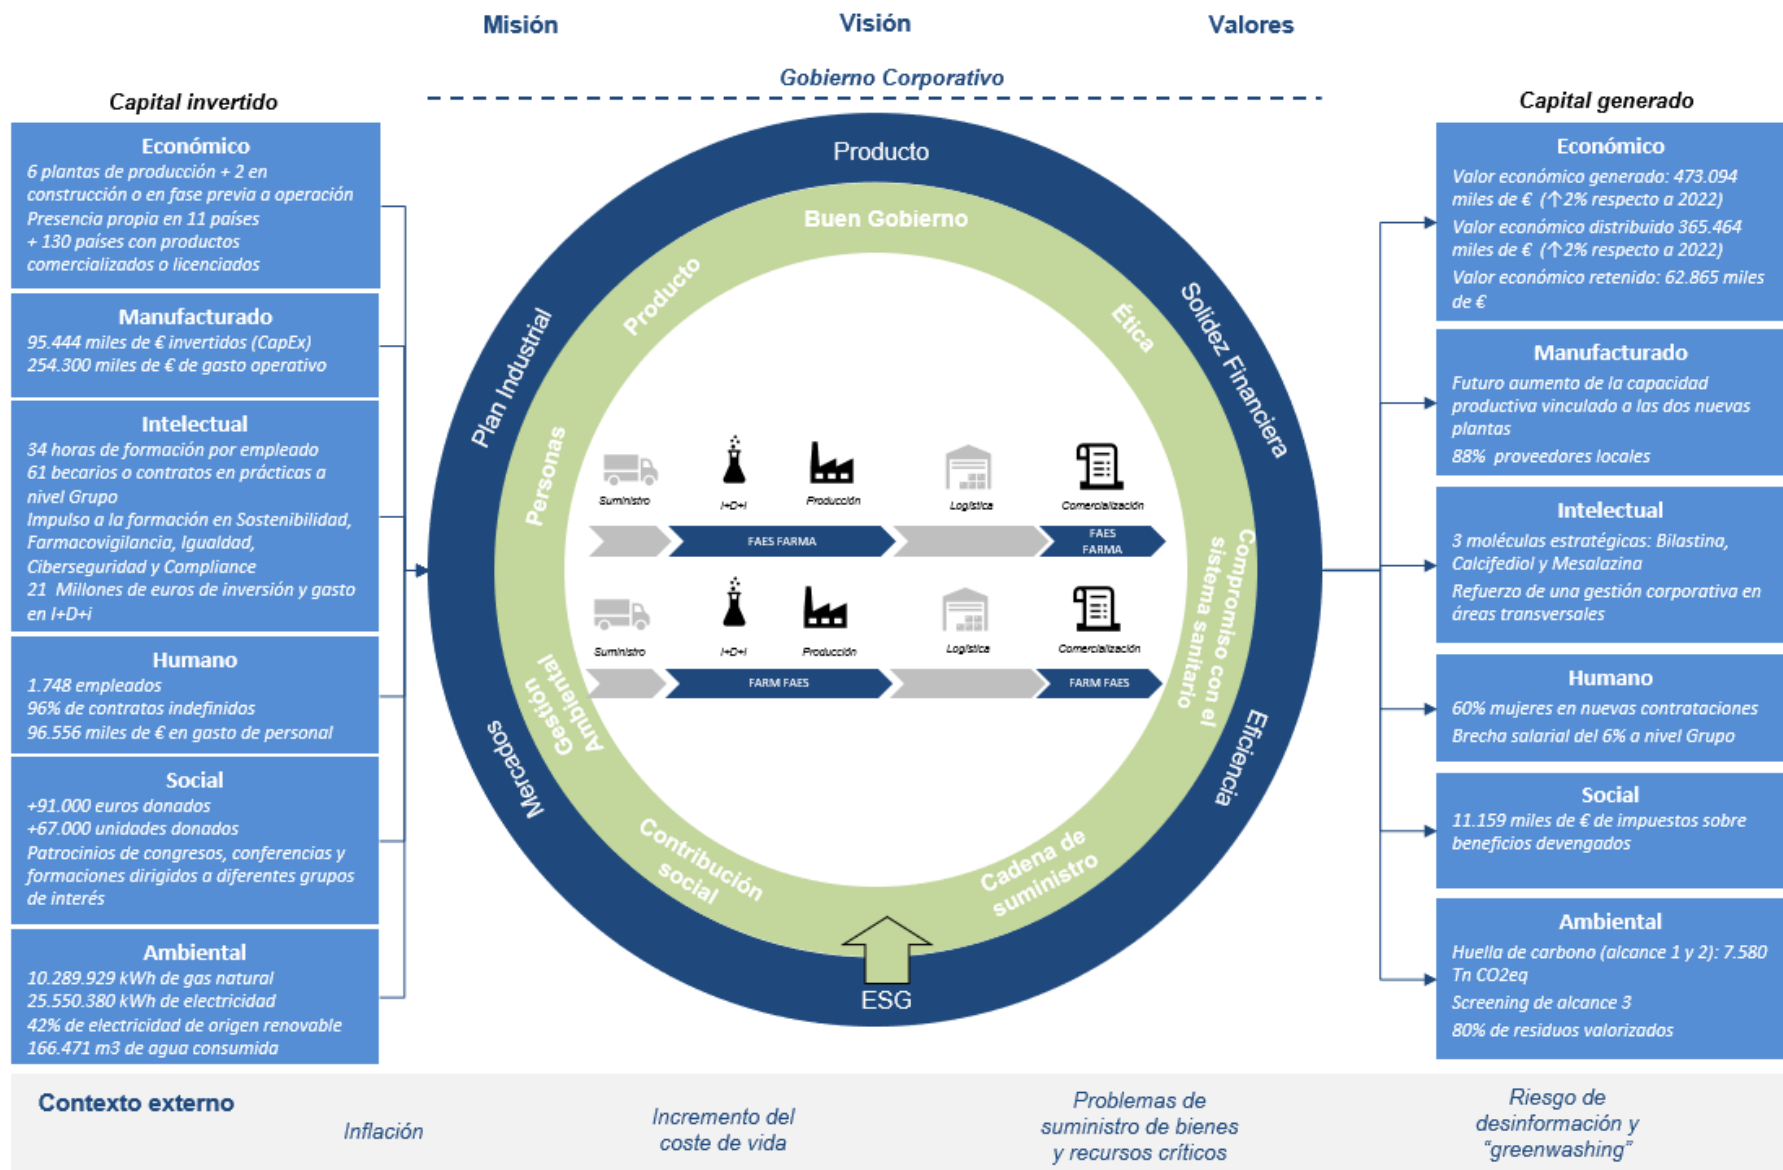 Misión
Visión
Valores
Gobierno Corporativo
Capital invertido
Económico
6 plantas de producción + 2 en
construcción o en fase previa a operación
Presencia propia en 11 países
+ 130 países con productos
comercializados o licenciados
Manufacturado
95.444 miles de € invertidos (CapEx)
254.300 miles de € de gasto operativo
Intelectual
34 horas de formación por empleado
61 becarios o contratos en prácticas a
nivel Grupo
Impulso a la formación en Sostenibilidad,
Farmacovigilancia, Igualdad,
Ciberseguridad y Compliance
21 Millones de euros de inversión y gasto
en I+D+i
Humano
1.748 empleados
96% de contratos indefinidos
96.556 miles de € en gasto de personal
Social
+91.000 euros donados
+67.000 unidades donados
Patrocinios de congresos, conferencias y
formaciones dirigidos a diferentes grupos
de interés
Ambiental
10.289.929 kWh de gas natural
25.550.380 kWh de electricidad
42% de electricidad de origen renovable
166.471 m3 de agua consumida
Producto
Solidez Financiera
Eficiencia
Mercados
Plan Industrial
Buen Gobierno
Ética
Compromiso con el
sistema sanitario
Cadena de
suministro
Contribución
social
Gestión
Ambiental
Personas
Producto
Suministro
I+D+I
Producción
Logística
Comercialización
FAES FARMA
FAES
FARMA
Suministro
I+D+I
Producción
Logística
Comercialización
FARM FAES
FARM FAES
ESG
Capital generado
Económico
Valor económico generado: 473.094
miles de € (↑2% respecto a 2022)
Valor económico distribuido 365.464
miles de € (↑2% respecto a 2022)
Valor económico retenido: 62.865 miles
de €
Manufacturado
Futuro aumento de la capacidad
productiva vinculado a las dos nuevas
plantas
88% proveedores locales
Intelectual
3 moléculas estratégicas: Bilastina,
Calcifediol y Mesalazina
Refuerzo de una gestión corporativa en
áreas transversales
Humano
60% mujeres en nuevas contrataciones
Brecha salarial del 6% a nivel Grupo
Social
11.159 miles de € de impuestos sobre
beneficios devengados
Ambiental
Huella de carbono (alcance 1 y 2): 7.580
Tn CO2eq
Screening de alcance 3
80% de residuos valorizados
Contexto externo
Inflación
Incremento del
coste de vida
Problemas de
suministro de bienes
y recursos críticos
Riesgo de
desinformación y
“greenwashing”